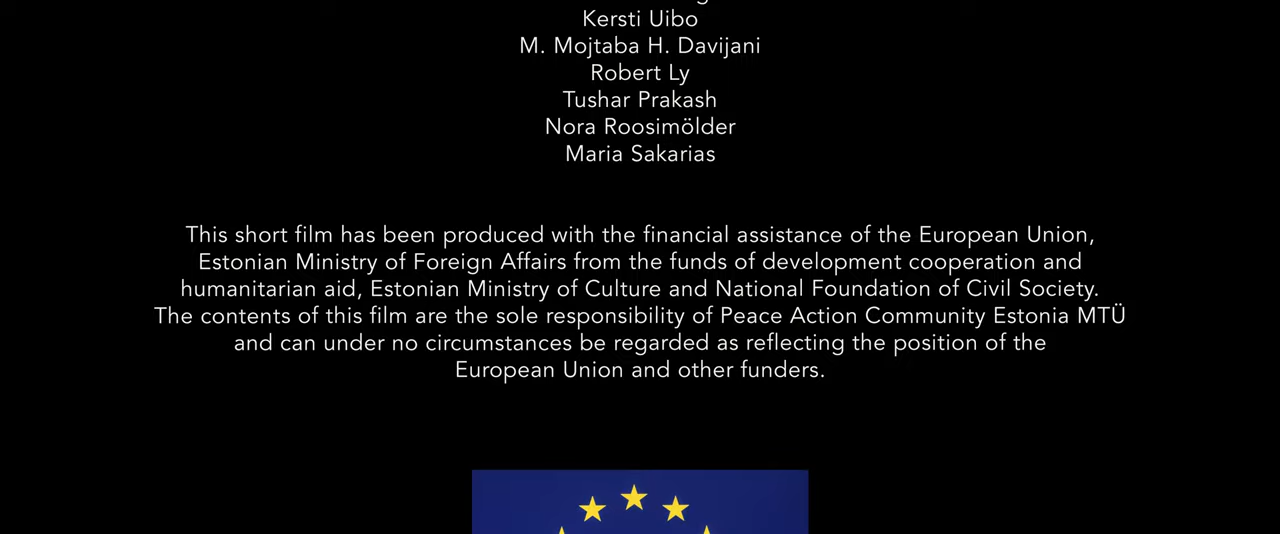 Kersti Uibo
M. Mojtaba H. Davijani
Robert Ly
Tushar Prakash
Nora Roosimölder
Maria Sakarias
This short film has been produced with the financial assistance of the European Union,
Estonian Ministry of Foreign Affairs from the funds of development cooperation and
humanitarian aid, Estonian Ministry of Culture and National Foundation of Civil Society.
The contents of this film are the sole responsibility of Peace Action Community Estonia MTÜ
and can under no circumstances be regarded as reflecting the position of the
European Union and other funders.